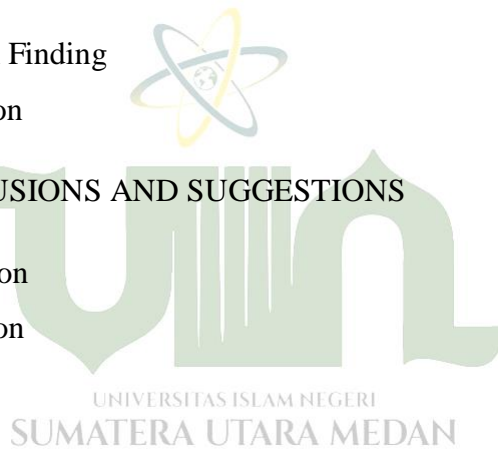 Finding
on
USIONS AND SUGGESTIONS
on
on
UNIVERSITAS ISLAM NEGERI
SUMATERA UTARA MEDAN